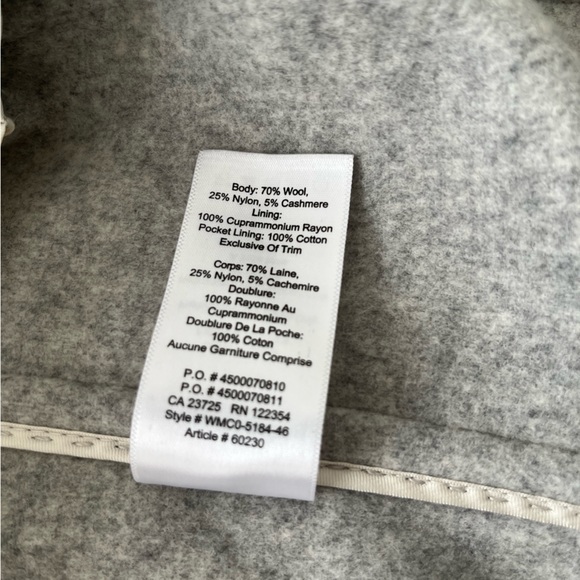 Body: 70% Wool,
25% Nylon, 5% Cashmere
Lining:
100% Cuprammonium Rayon
Pocket Lining: 100% Cotton
Exclusive Of Trim
Corps: 70% Laine,
25% Nylon, 5% Cachemire
Doublure:
100% Rayonne Au
Cuprammonium
Doublure De La Poche:
100% Coton
Aucune Garniture Comprise
P.O. # 4500070810
P.O. # 4500070811
CA 23725 RN 122354
Style # WMC0-5184-46
Article # 60230